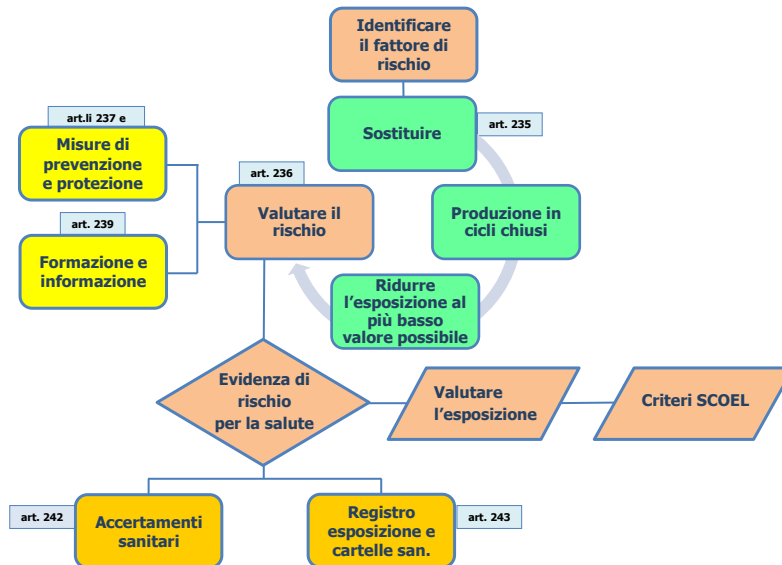 Identificare
il fattore di
rischio
art. 235
Sostituire
art.li 237 e
Misure di
prevenzione
e protezione
art. 236
Valutare il
rischio
Produzione in
cicli chiusi
art. 239
Formazione e
informazione
Ridurre
l'esposizione al
più basso
valore possibile
Evidenza di
rischio
per la salute
Valutare
l'esposizione
Criteri SCOEL
art. 242
Accertamenti
sanitari
Registro
esposizione e
cartelle san.
art. 243